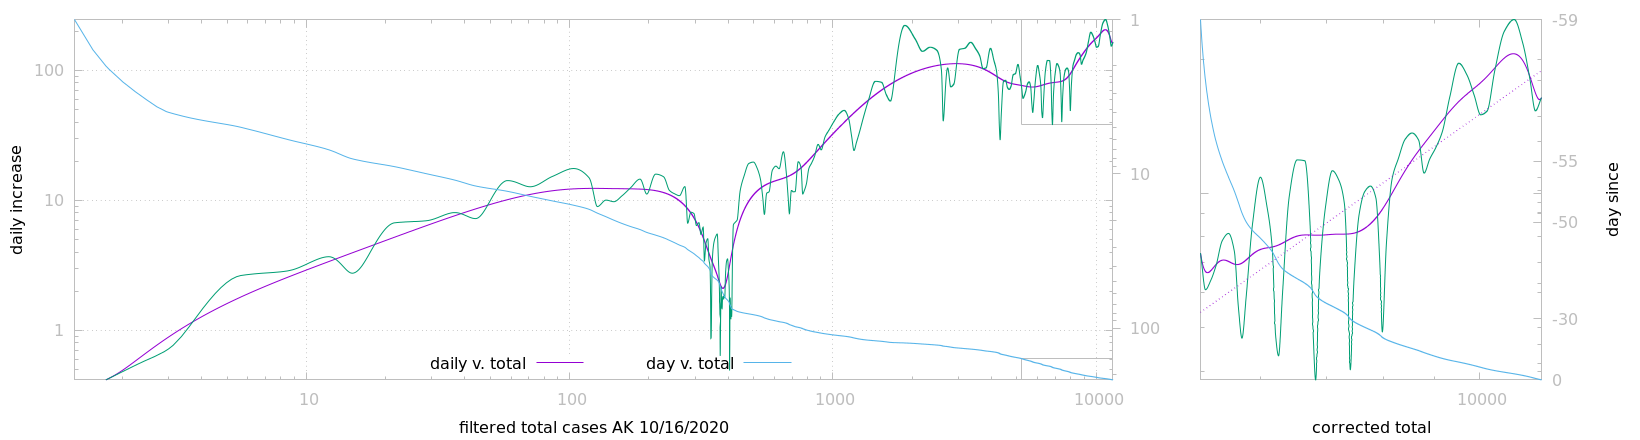 1
-59
100
daily increase
10
-55
10
-50
day since
1
100
-30
daily v. total
day v. total
0
10
100
1000
10000
10000
filtered total cases AK 10/16/2020
corrected total